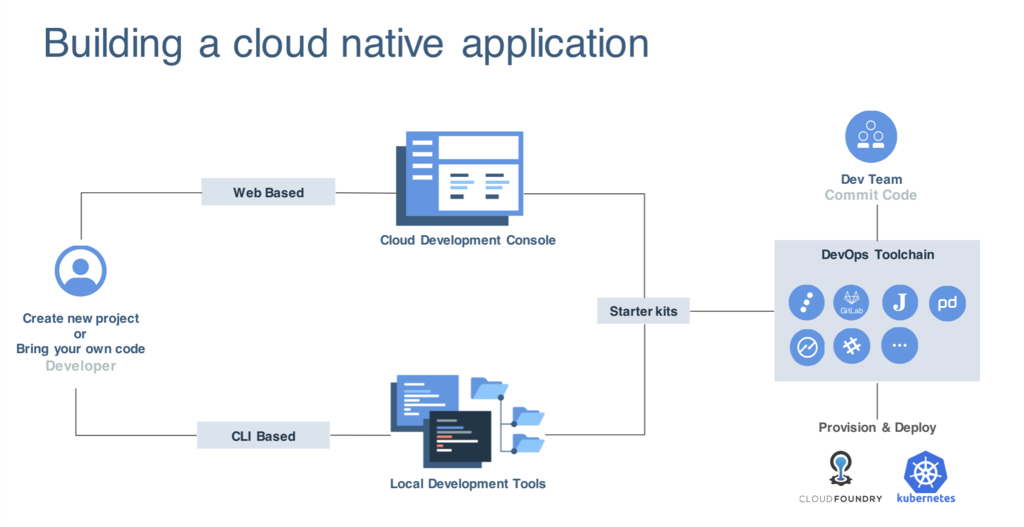 Building a cloud native application
Dev Team
Commit Code
Web Based
Cloud Development Console
DevOps Toolchain
GitLab
J
pd
Create new project
or
Bring your own code
Developer
Starter kits
CLI Based
Local Development Tools
Provision & Deploy
CLOUDFOUNDRY
kubernetes